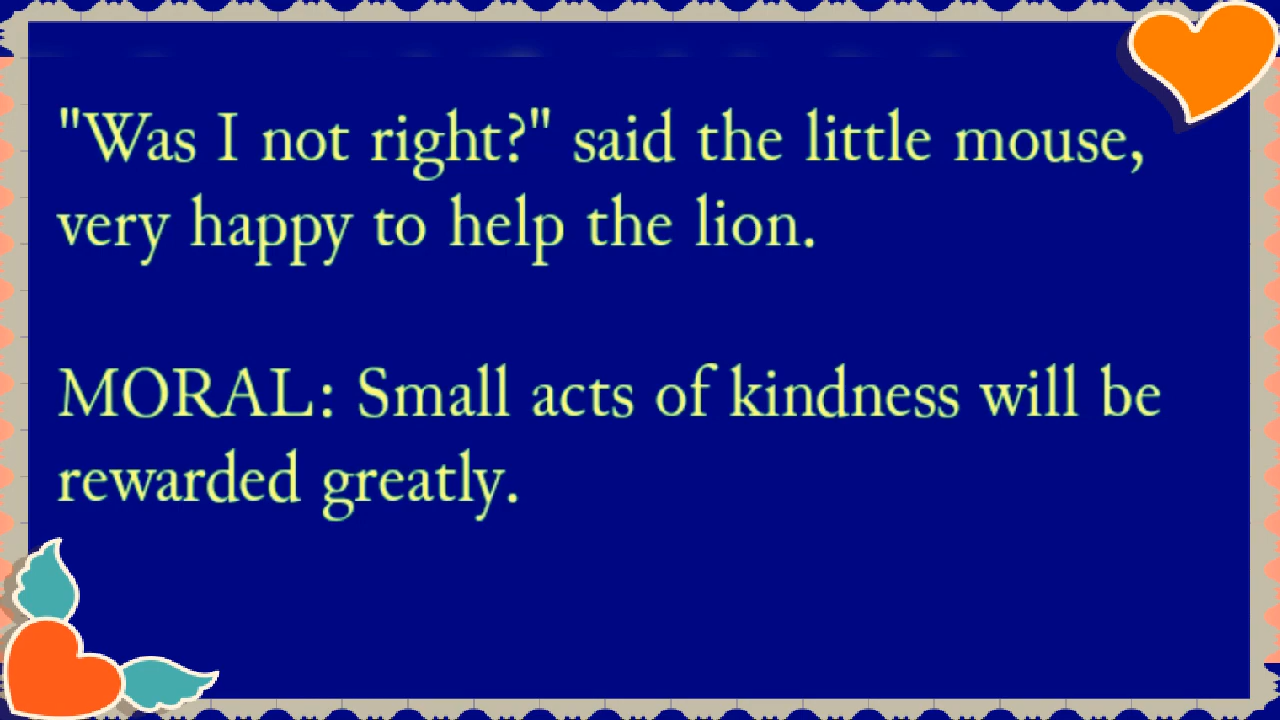 "Was I not right?" said the little mouse,
very happy to help the lion.
MORAL: Small acts of kindness will be
rewarded greatly.